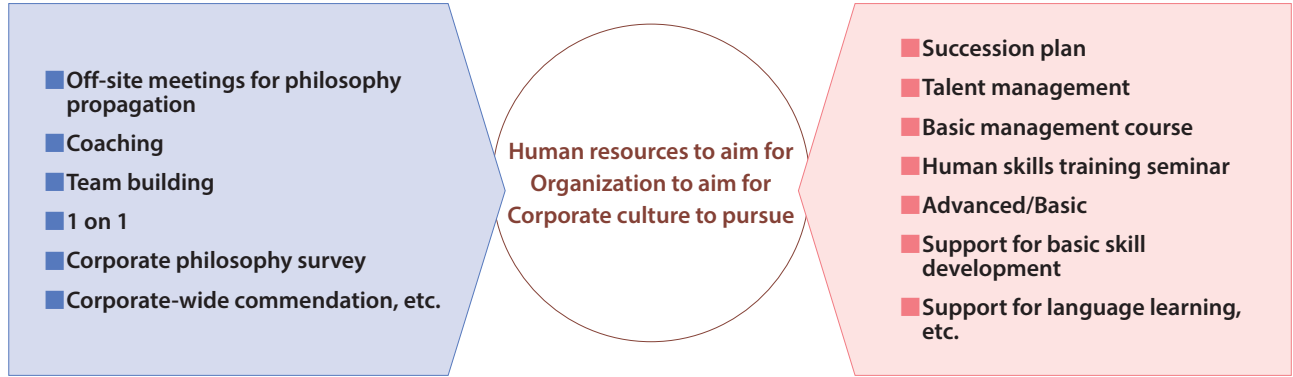 ■Off-site meetings for philosophy
propagation
■Coaching
■Team building
■1 on 1
■Corporate philosophy survey
■Corporate-wide commendation, etc.
Human resources to aim for
Organization to aim for
Corporate culture to pursue
■Succession plan
■Talent management
■Basic management course
■Human skills training seminar
■Advanced/Basic
■Support for basic skill
development
■Support for language learning,
etc.